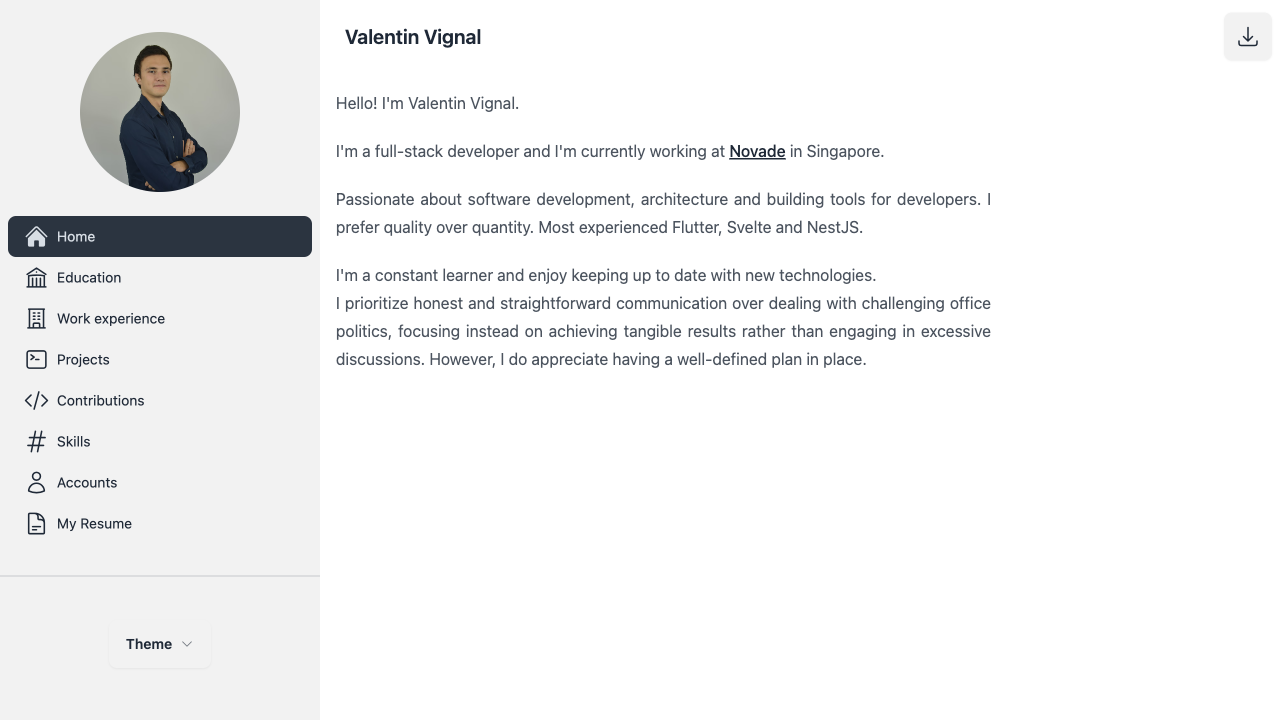 Valentin Vignal
Home
Education
Work experience
Projects
Contributions
Skills
Accounts
My Resume
Theme
Hello! I'm Valentin Vignal.
I'm a full-stack developer and I'm currently working at Novade in Singapore.
Passionate about software development, architecture and building tools for developers. I
prefer quality over quantity. Most experienced Flutter, Svelte and NestJS.
I'm a constant learner and enjoy keeping up to date with new technologies.
I prioritize honest and straightforward communication over dealing with challenging office
politics, focusing instead on achieving tangible results rather than engaging in excessive
discussions. However, I do appreciate having a well-defined plan in place.